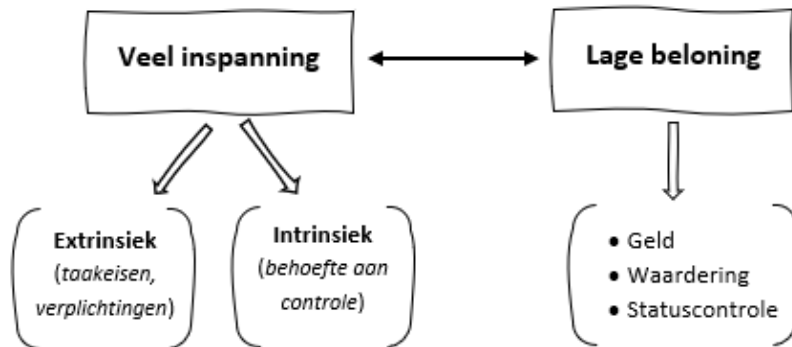 Veel inspanning
Lage beloning
Extrinsiek
(taakeisen,
verplichtingen)
Intrinsiek
(behoefte aan
controle)
● Geld
● Waardering
● Statuscontrole